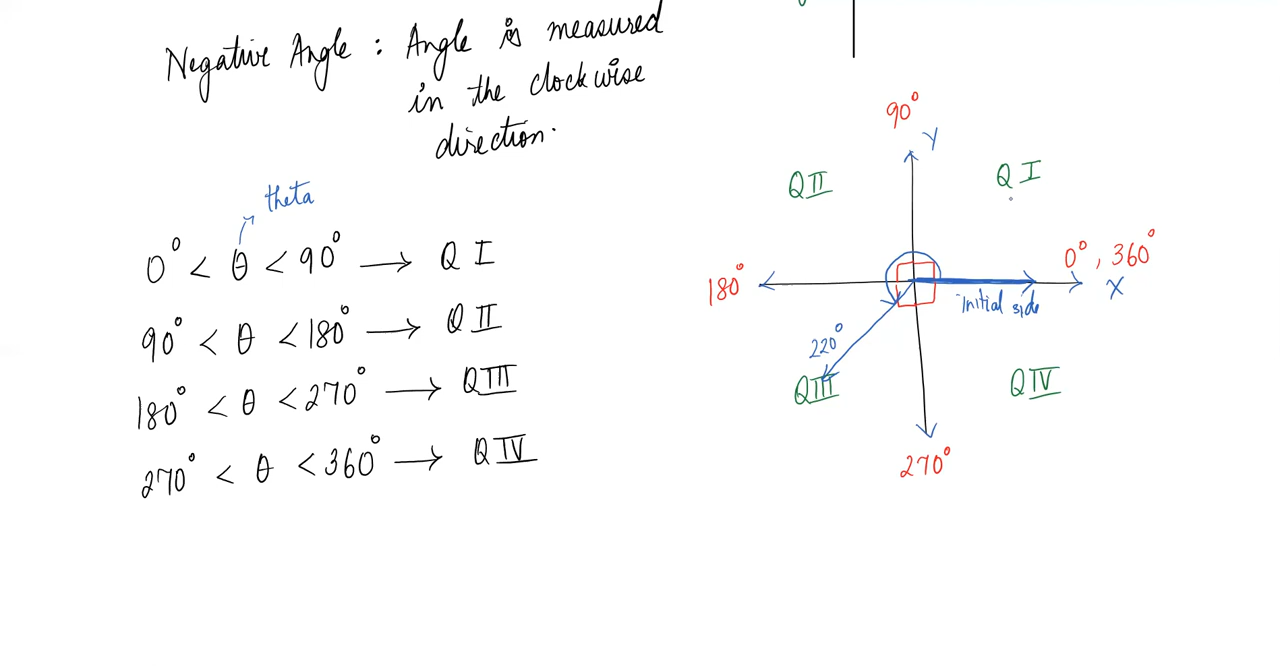 Negative Angle : Angle is measured
in the clockwise
direction.
theta
0° < θ < 90° → Q I
90° < θ < 180° → Q II
180° < θ < 270° → Q III
270° < θ < 360° → Q IV
90°
Y
Q II
Q I
0°, 360°
180°
X
initial side
220°
Q III
Q IV
270°